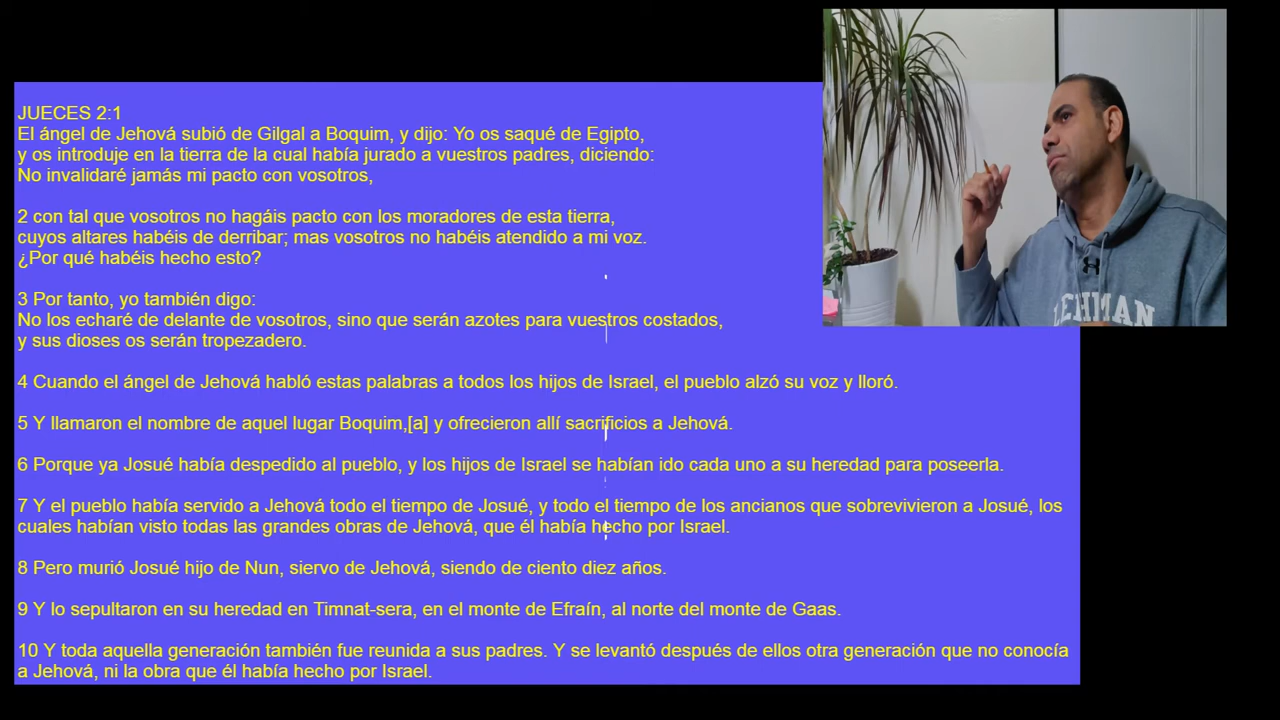 JUECES 2:1
El ángel de Jehová subió de Gilgal a Boquim, y dijo: Yo os saqué de Egipto,
y os introduje en la tierra de la cual había jurado a vuestros padres, diciendo:
No invalidaré jamás mi pacto con vosotros,
2 con tal que vosotros no hagáis pacto con los moradores de esta tierra,
cuyos altares habéis de derribar; mas vosotros no habéis atendido a mi voz.
¿Por qué habéis hecho esto?
3 Por tanto, yo también digo:
No los echaré de delante de vosotros, sino que serán azotes para vuestros costados,
y sus dioses os serán tropezadero.
4 Cuando el ángel de Jehová habló estas palabras a todos los hijos de Israel, el pueblo alzó su voz y lloró.
5 Y llamaron el nombre de aquel lugar Boquim,[a] y ofrecieron allí sacrificios a Jehová.
6 Porque ya Josué había despedido al pueblo, y los hijos de Israel se habían ido cada uno a su heredad para poseerla.
7 Y el pueblo había servido a Jehová todo el tiempo de Josué, y todo el tiempo de los ancianos que sobrevivieron a Josué, los
cuales habían visto todas las grandes obras de Jehová, que él había hecho por Israel.
8 Pero murió Josué hijo de Nun, siervo de Jehová, siendo de ciento diez años.
9 Y lo sepultaron en su heredad en Timnat-sera, en el monte de Efraín, al norte del monte de Gaas.
10 Y toda aquella generación también fue reunida a sus padres. Y se levantó después de ellos otra generación que no conocía
a Jehová, ni la obra que él había hecho por Israel.
LEHMAN